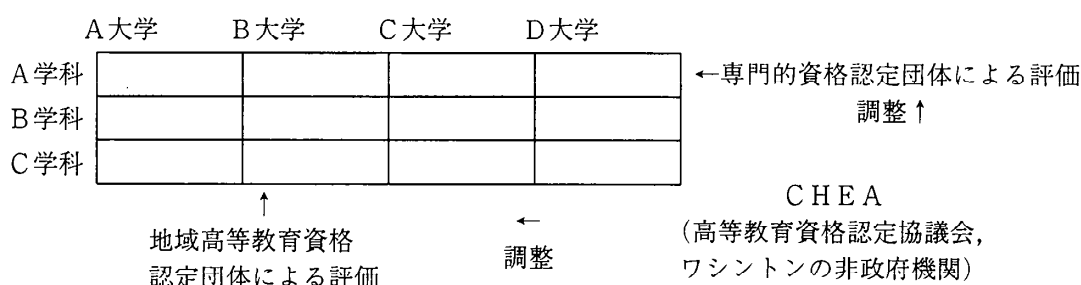 A大学 B大学 C大学 D大学
A学科
B学科
C学科
←専門的資格認定団体による評価
調整↑
↑
地域高等教育資格
認定団体による評価
←
調整
CHEA
(高等教育資格認定協議会,
ワシントンの非政府機関)